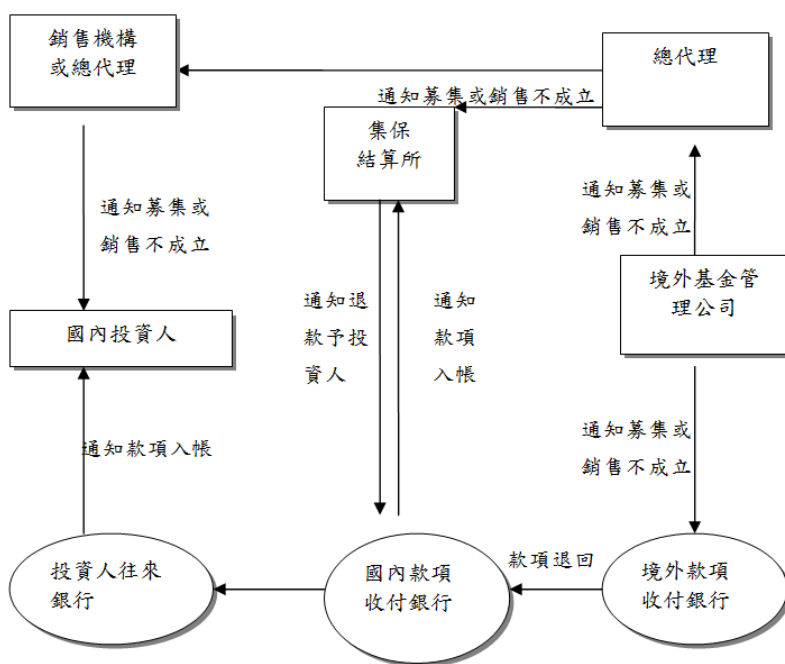 銷售機構
或總代理
總代理
通知募集或銷售不成立
集保
結算所
通知募集或
銷售不成立
通知募集或
銷售不成立
境外基金管
理公司
國內投資人
通知退
款予投
資人
通知
款項
入帳
通知款項入帳
通知募集或
銷售不成立
投資人往來
銀行
國內款項
收付銀行
款項退回
境外款項
收付銀行